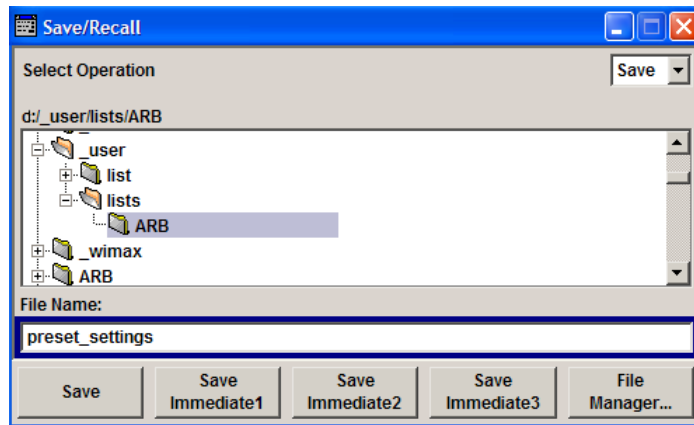 Save/Recall
Select Operation
Save
d:/_user/lists/ARB
_user
list
lists
ARB
_wimax
ARB
File Name:
preset_settings
Save
Save
Immediate1
Save
Immediate2
Save
Immediate3
File
Manager...